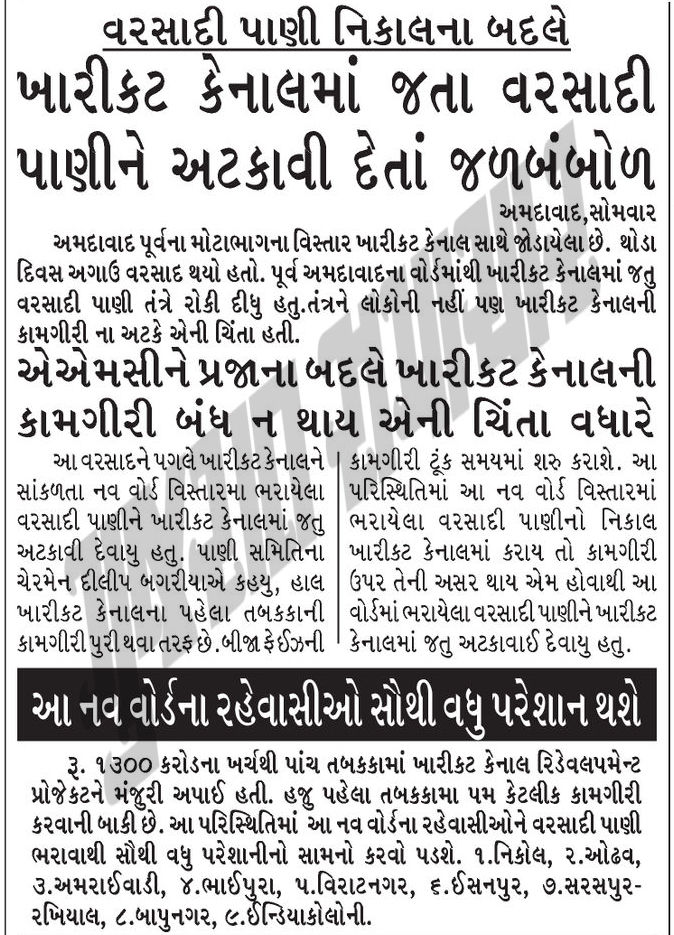 વરસાદી પાણી નિકાલના બદલે
ખારીકટ કેનાલમાં જતા વરસાદી
પાણીને અટકાવી દેતાં જળબંબોળ
અમદાવાદ,સોમવાર
અમદાવાદ પૂર્વના મોટાભાગના વિસ્તાર ખારીકટ કેનાલ સાથે જોડાયેલા છે. થોડા
દિવસ અગાઉ વરસાદ થયો હતો. પૂર્વ અમદાવાદના વોર્ડમાંથી ખારીકટ કેનાલમાં જતુ
વરસાદી પાણી તંત્રે રોકી દીધુ હતુ.તંત્રને લોકોની નહીં પણ ખારીકટ કેનાલની
કામગીરી ના અટકે એની ચિંતા હતી.
એએમસીને પ્રજાના બદલે ખારીકટ કેનાલની
કામગીરી બંધ ન થાય એની ચિંતા વધારે
આ વરસાદને પગલે ખારીકટ કેનાલને
સાંકળતા નવ વોર્ડ વિસ્તારમા ભરાયેલા
વરસાદી પાણીને ખારીકટ કેનાલમાં જતુ
અટકાવી દેવાયુ હતુ. પાણી સમિતિના
ચેરમેન દીલીપ બગરીયાએ કહયુ, હાલ
ખારીકટ કેનાલના પહેલા તબકકાની
કામગીરી પુરી થવા તરફ છે.બીજા ફેઈઝની
કામગીરી ટૂંક સમયમાં શરુ કરાશે. આ
પરિસ્થિતિમાં આ નવ વોર્ડ વિસ્તારમાં
ભરાયેલા વરસાદી પાણીનો નિકાલ
ખારીકટ કેનાલમાં કરાય તો કામગીરી
ઉપર તેની અસર થાય એમ હોવાથી આ
વોર્ડમાં ભરાયેલા વરસાદી પાણીને ખારીકટ
કેનાલમાં જતુ અટકાવાઈ દેવાયુ હતુ.
આ નવ વોર્ડના રહેવાસીઓ સૌથી વધુ પરેશાન થશે
રૂ. ૧૩૦૦ કરોડના ખર્ચથી પાંચ તબકકામાં ખારીકટ કેનાલ રિડેવલપમેન્ટ
પ્રોજેકટને મંજુરી અપાઈ હતી. હજુ પહેલા તબકકામા પમ કેટલીક કામગીરી
કરવાની બાકી છે. આ પરિસ્થિતિમાં આ નવ વોર્ડના રહેવાસીઓને વરસાદી પાણી
ભરાવાથી સૌથી વધુ પરેશાનીનો સામનો કરવો પડશે. ૧.નિકોલ, ૨.ઓઢવ,
૩.અમરાઈવાડી, ૪.ભાઈપુરા, ૫.વિરાટનગર, ૬.ઈસનપુર, ૭.સરસપુર-
રખિયાલ, ૮.બાપુનગર, ૯.ઈન્ડિયાકોલોની.
ગુજરાત સમાચાર